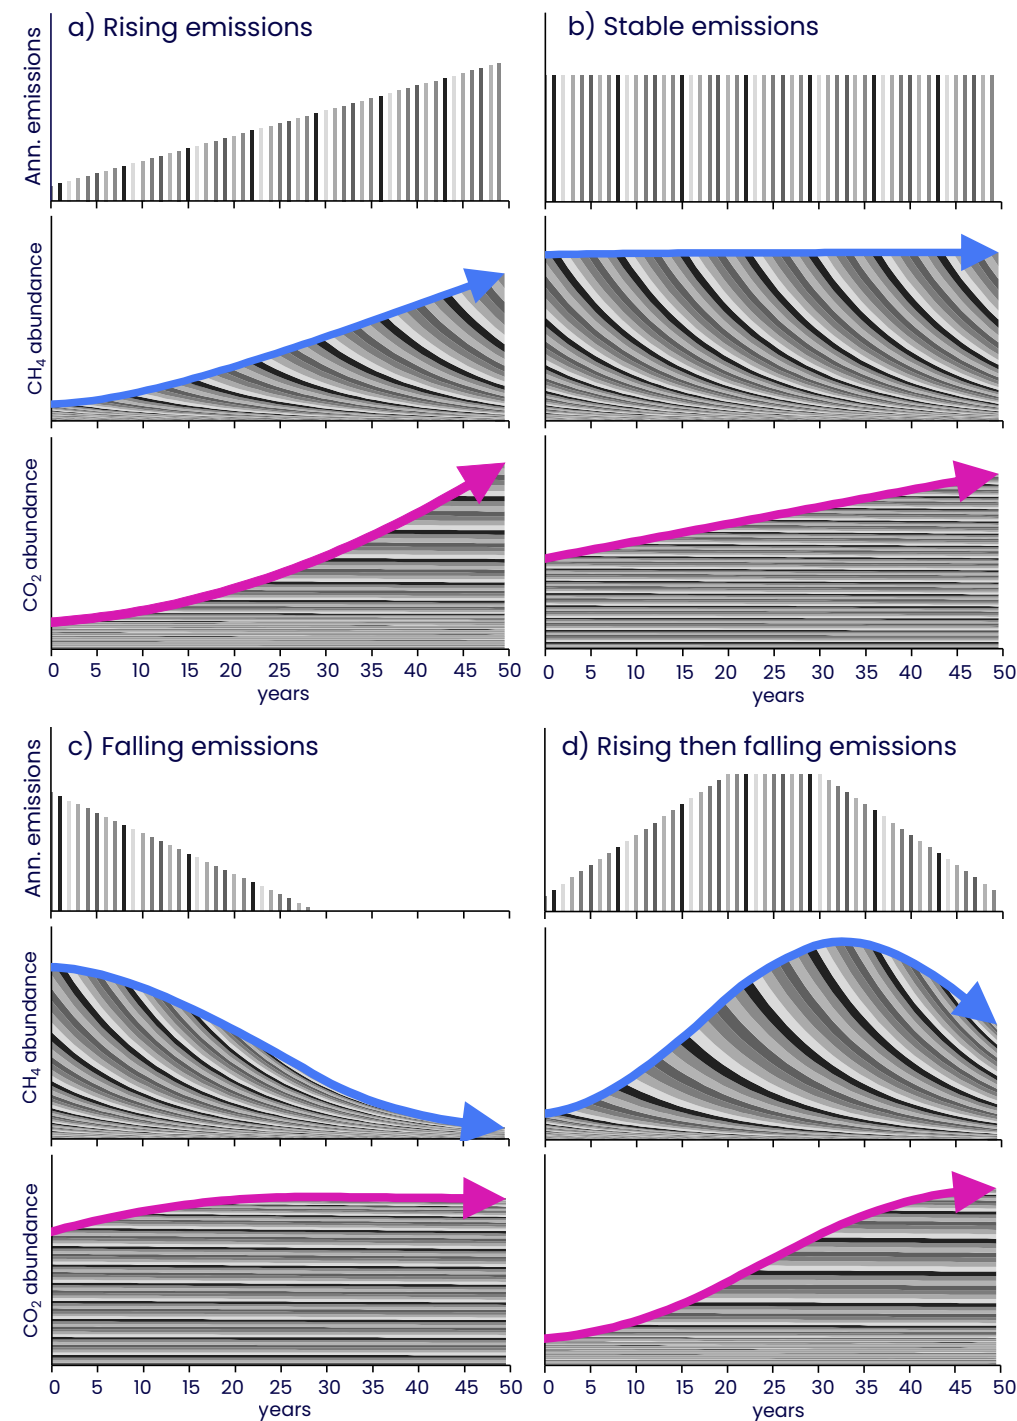 a) Rising emissions
Ann. emissions
CH₄ abundance
CO₂ abundance
0 5 10 15 20 25 30 35 40 45 50
years
b) Stable emissions
0 5 10 15 20 25 30 35 40 45 50
years
c) Falling emissions
Ann. emissions
CH₄ abundance
CO₂ abundance
0 5 10 15 20 25 30 35 40 45 50
years
d) Rising then falling emissions
0 5 10 15 20 25 30 35 40 45 50
years